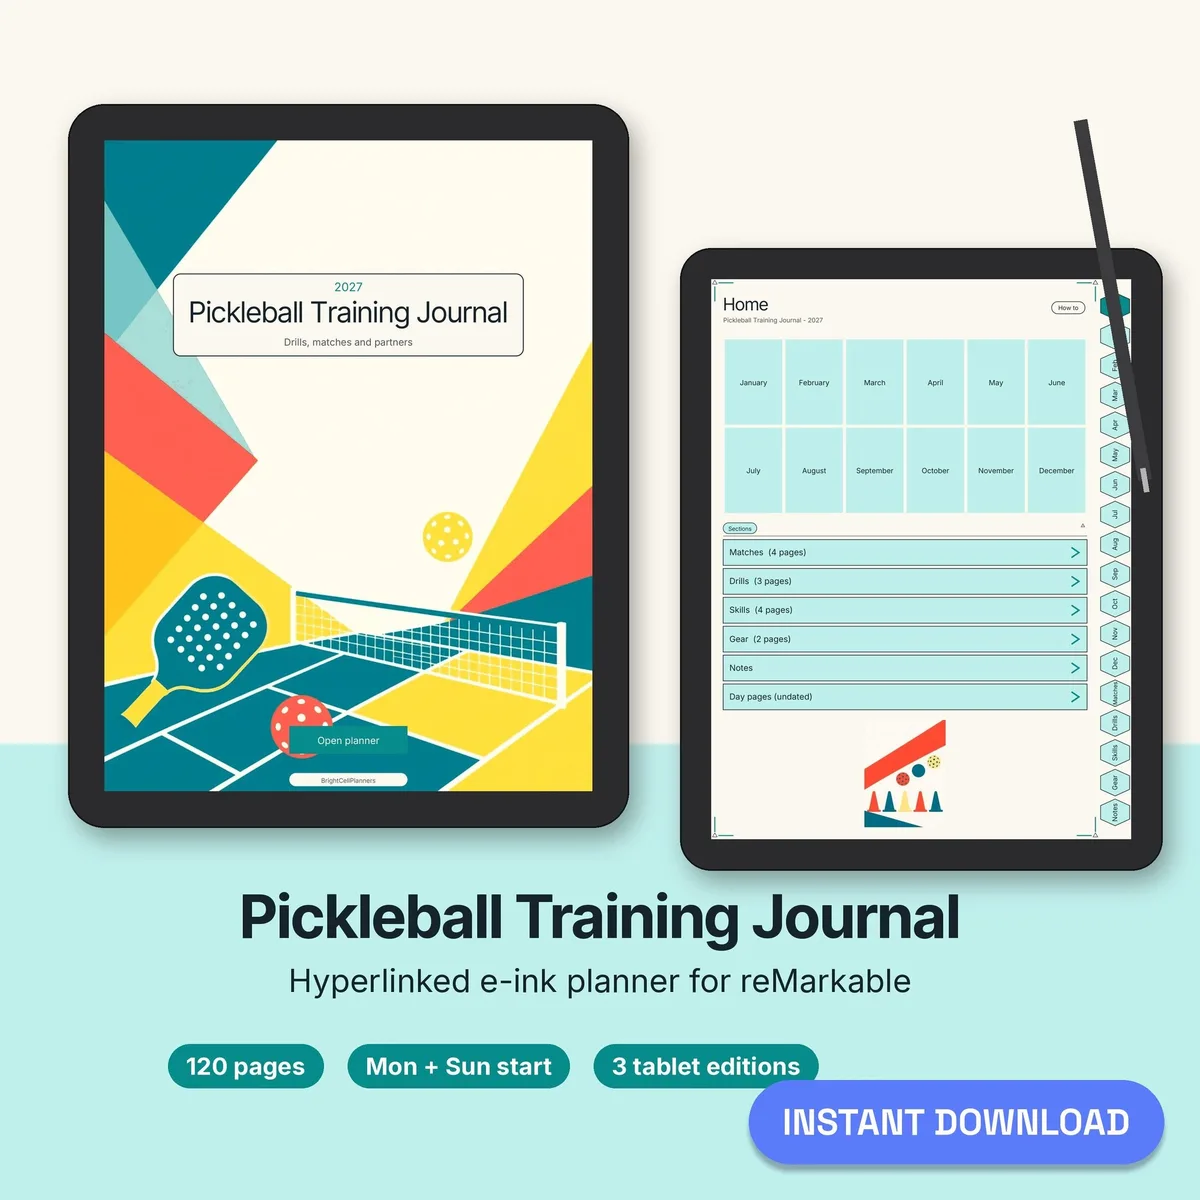 2027
Pickleball Training Journal
Drills, matches and partners
Open planner
BrightCellPlanners
Home
How to
Pickleball Training Journal - 2027
January February March April May June
July August September October November December
Sections
Matches (4 pages)
Drills (3 pages)
Skills (4 pages)
Gear (2 pages)
Notes
Day pages (undated)
Feb
Mar
Apr
May
Jun
Jul
Aug
Sep
Oct
Nov
Dec
Matches
Drills
Skills
Gear
Notes
Pickleball Training Journal
Hyperlinked e-ink planner for reMarkable
120 pages
Mon + Sun start
3 tablet editions
INSTANT DOWNLOAD